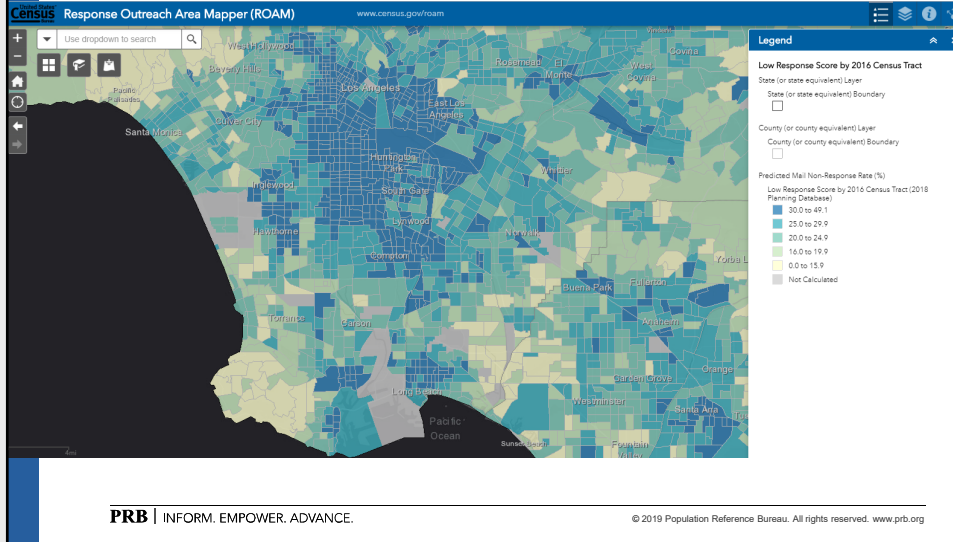 United States
Census
Bureau
Response Outreach Area Mapper (ROAM)
www.census.gov/roam
Use dropdown to search
Legend
Low Response Score by 2016 Census Tract
State (or state equivalent) Layer
State (or state equivalent) Boundary
County (or county equivalent) Layer
County (or county equivalent) Boundary
Predicted Mail Non-Response Rate (%)
Low Response Score by 2016 Census Tract (2018
Planning Database)
30.0 to 49.1
25.0 to 29.9
20.0 to 24.9
16.0 to 19.9
0.0 to 15.9
Not Calculated
Vincent
West Hollywood
Covina
Beverly Hills
Rosemead
El
Monte
West
Covina
Pacific
Palisades
Los Angeles
East Los
Angeles
Culver City
Santa Monica
Huntington
Park
Whittier
Inglewood
South Gate
Lynwood
Hawthorne
Norwalk
Compton
Yorba L
Buena Park
Fullerton
Torrance
Carson
Anaheim
Orange
Garden Grove
Long Beach
Westminster
Santa Ana
Tu
Pacific
Ocean
Sunset Beach
Fountain
Valley
4mi
PRB | INFORM. EMPOWER. ADVANCE.
© 2019 Population Reference Bureau. All rights reserved. www.prb.org